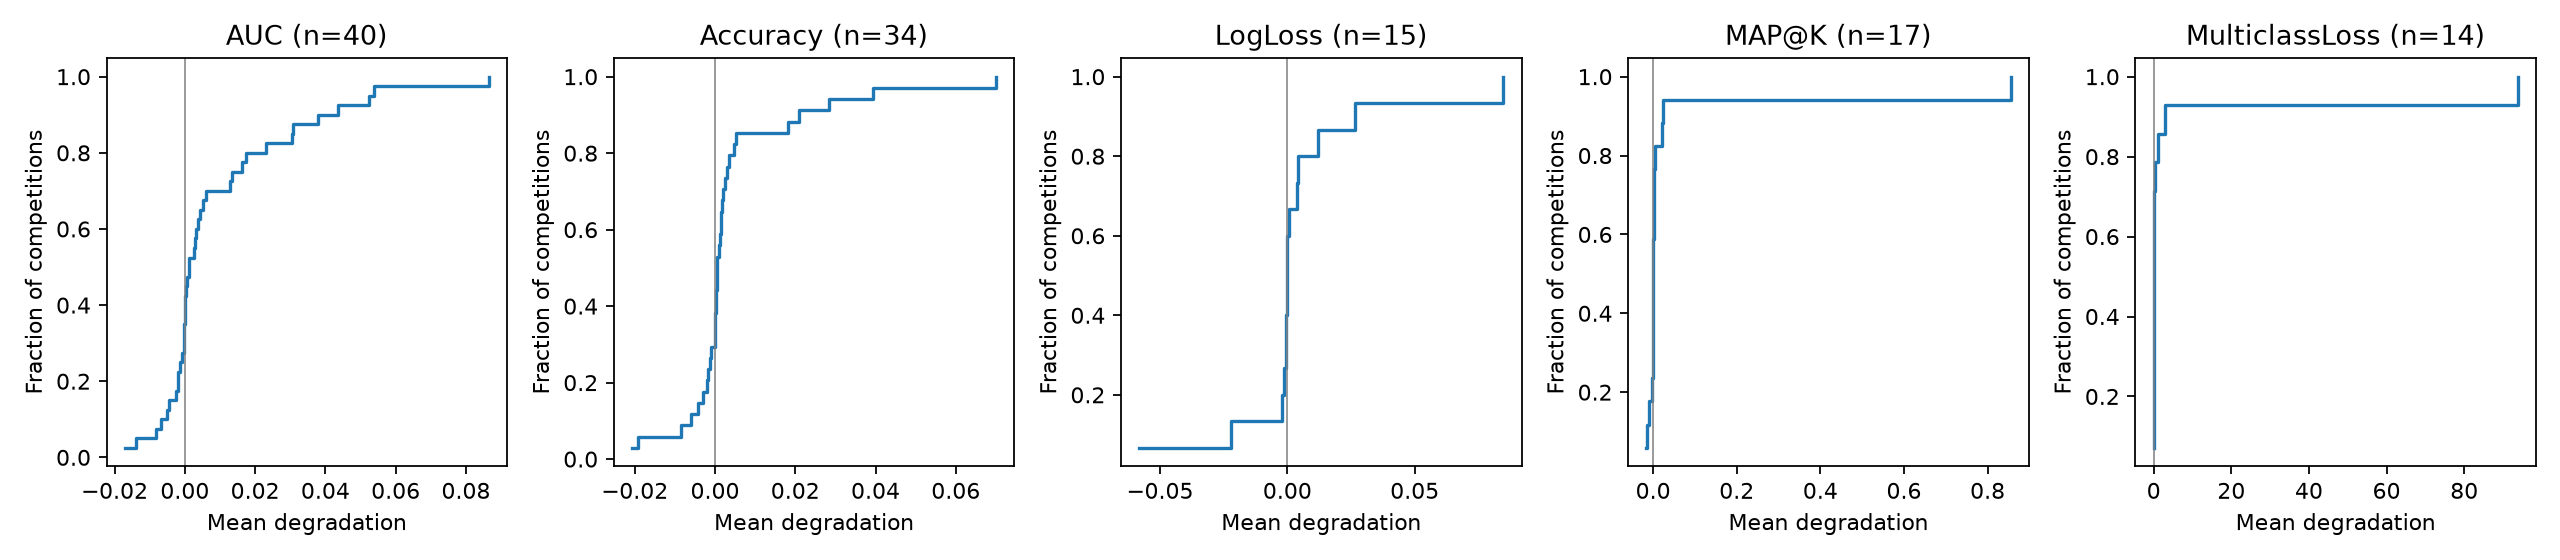 AUC (n=40)
Fraction of competitions
1.0
0.8
0.6
0.4
0.2
0.0
−0.02 0.00 0.02 0.04 0.06 0.08
Mean degradation
Accuracy (n=34)
Fraction of competitions
1.0
0.8
0.6
0.4
0.2
0.0
−0.02 0.00 0.02 0.04 0.06
Mean degradation
LogLoss (n=15)
Fraction of competitions
1.0
0.8
0.6
0.4
0.2
−0.05 0.00 0.05
Mean degradation
MAP@K (n=17)
Fraction of competitions
1.0
0.8
0.6
0.4
0.2
0.0 0.2 0.4 0.6 0.8
Mean degradation
MulticlassLoss (n=14)
Fraction of competitions
1.0
0.8
0.6
0.4
0.2
0 20 40 60 80
Mean degradation